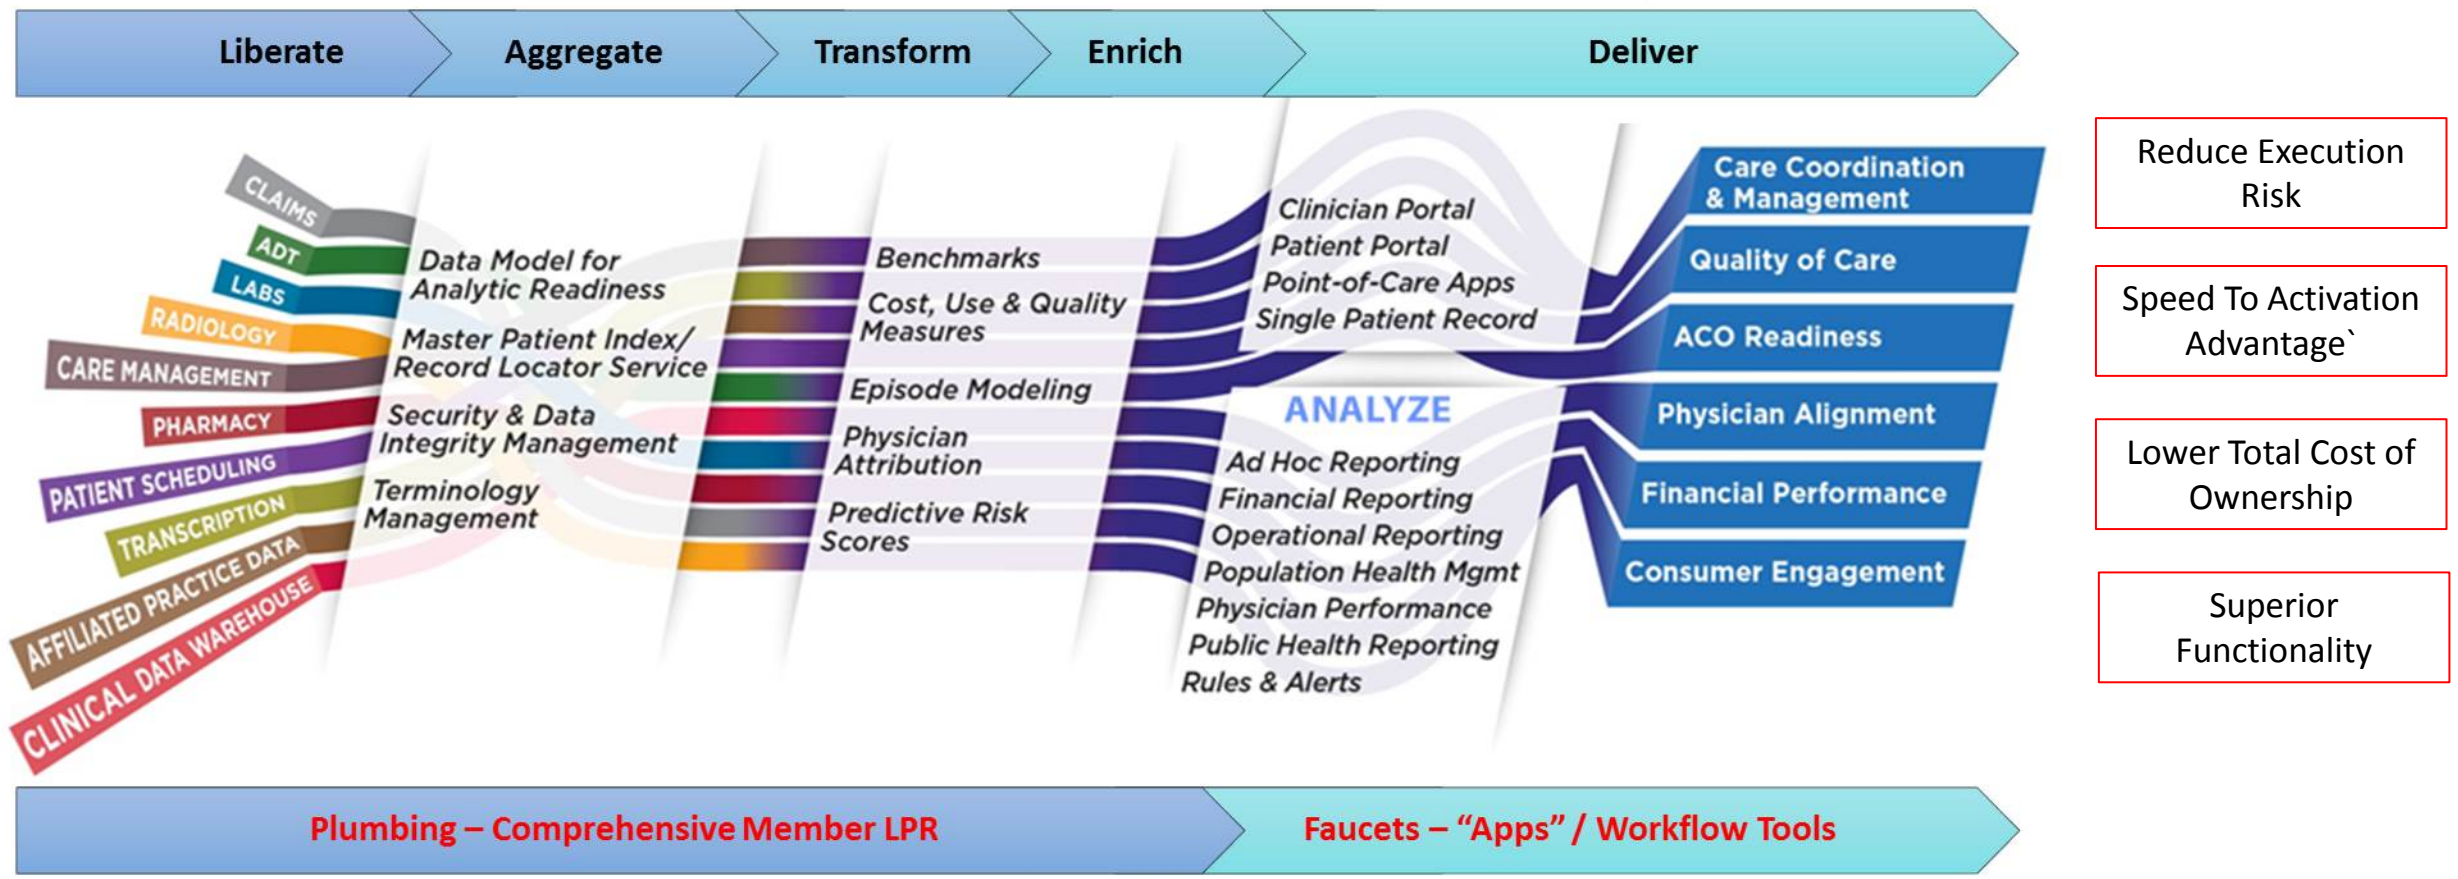 Liberate
Aggregate
Transform
Enrich
Deliver
CLAIMS
ADT
LABS
RADIOLOGY
CARE MANAGEMENT
PHARMACY
PATIENT SCHEDULING
TRANSCRIPTION
AFFILIATED PRACTICE DATA
CLINICAL DATA WAREHOUSE
Data Model for
Analytic Readiness
Master Patient Index/
Record Locator Service
Security & Data
Integrity Management
Terminology
Management
Benchmarks
Cost, Use & Quality
Measures
Episode Modeling
Physician
Attribution
Predictive Risk
Scores
Clinician Portal
Patient Portal
Point-of-Care Apps
Single Patient Record
ANALYZE
Ad Hoc Reporting
Financial Reporting
Operational Reporting
Population Health Mgmt
Physician Performance
Public Health Reporting
Rules & Alerts
Care Coordination
& Management
Quality of Care
ACO Readiness
Physician Alignment
Financial Performance
Consumer Engagement
Reduce Execution
Risk
Speed To Activation
Advantage`
Lower Total Cost of
Ownership
Superior
Functionality
Plumbing – Comprehensive Member LPR
Faucets – “Apps” / Workflow Tools